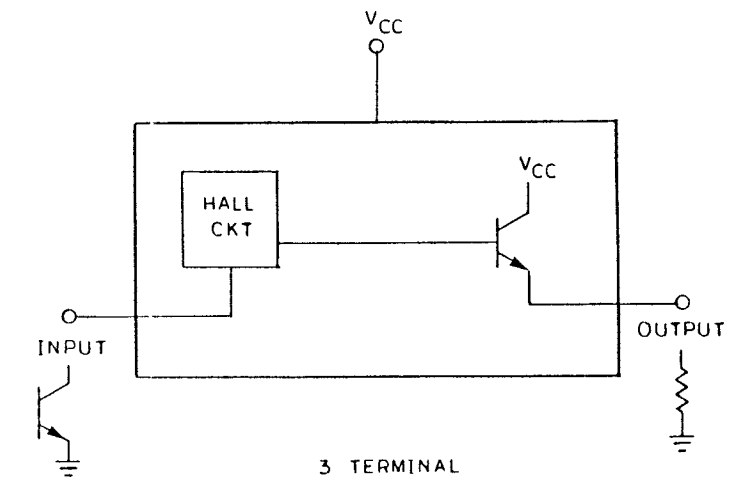 VCC
HALL
CKT
VCC
INPUT
OUTPUT
3 TERMINAL